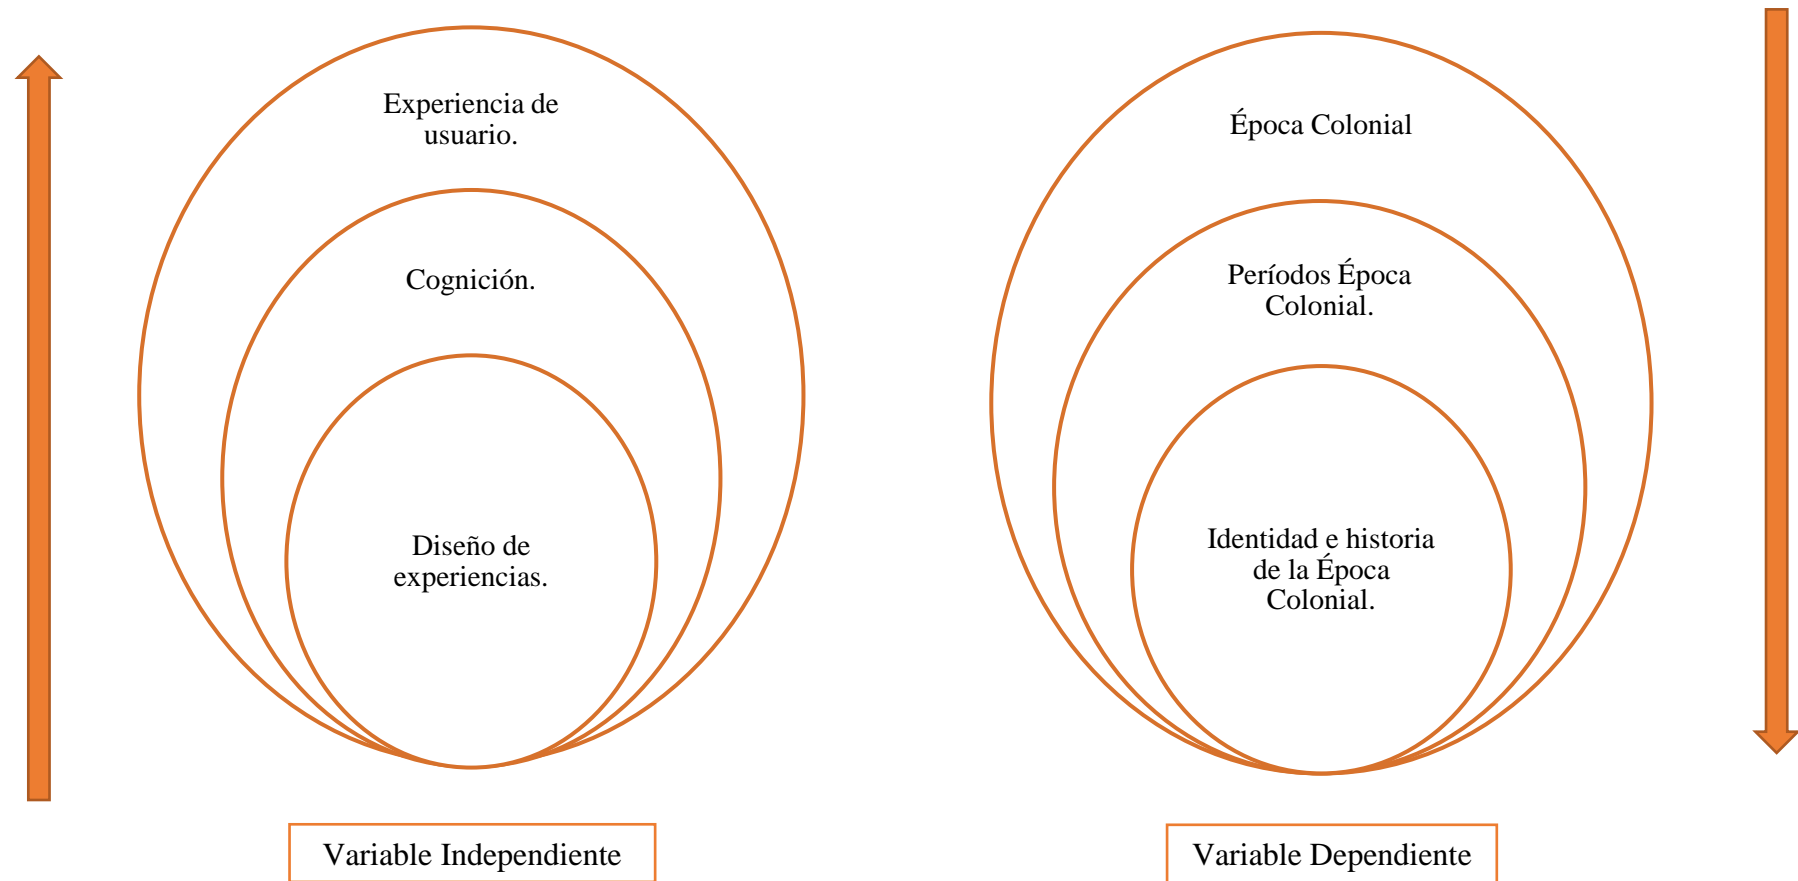 Experiencia de
usuario.
Cognición.
Diseño de
experiencias.
Variable Independiente
Época Colonial
Períodos Época
Colonial.
Identidad e historia
de la Época
Colonial.
Variable Dependiente